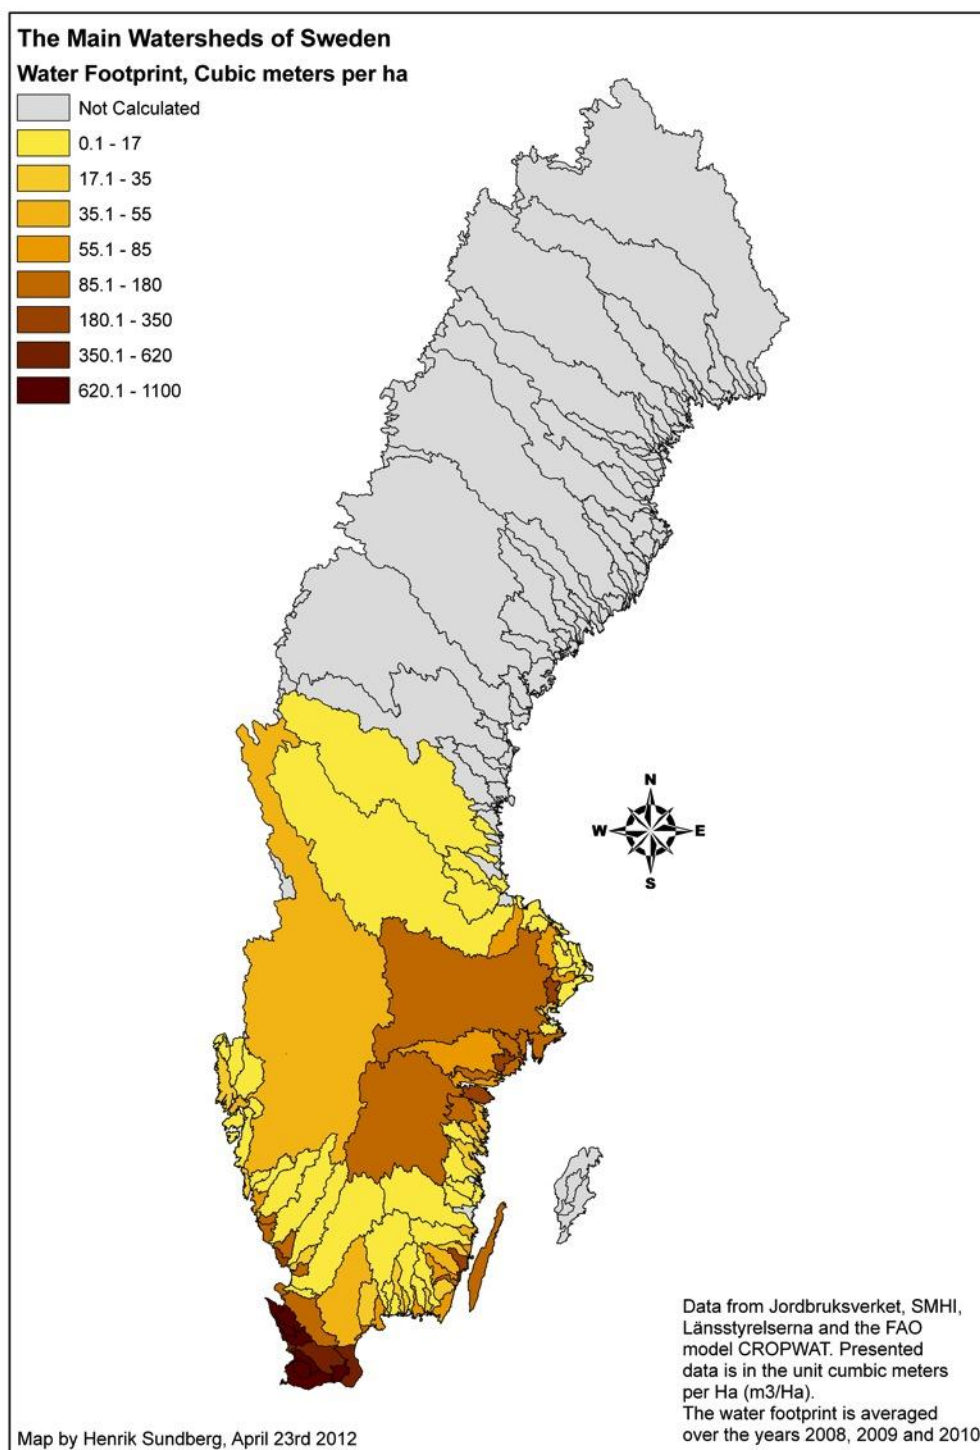 The Main Watersheds of Sweden
Water Footprint, Cubic meters per ha
Not Calculated
0.1 - 17
17.1 - 35
35.1 - 55
55.1 - 85
85.1 - 180
180.1 - 350
350.1 - 620
620.1 - 1100
N
W E
S
Data from Jordbruksverket, SMHI,
Länsstyrelserna and the FAO
model CROPWAT. Presented
data is in the unit cumbic meters
per Ha (m3/Ha).
The water footprint is averaged
over the years 2008, 2009 and 2010
Map by Henrik Sundberg, April 23rd 2012